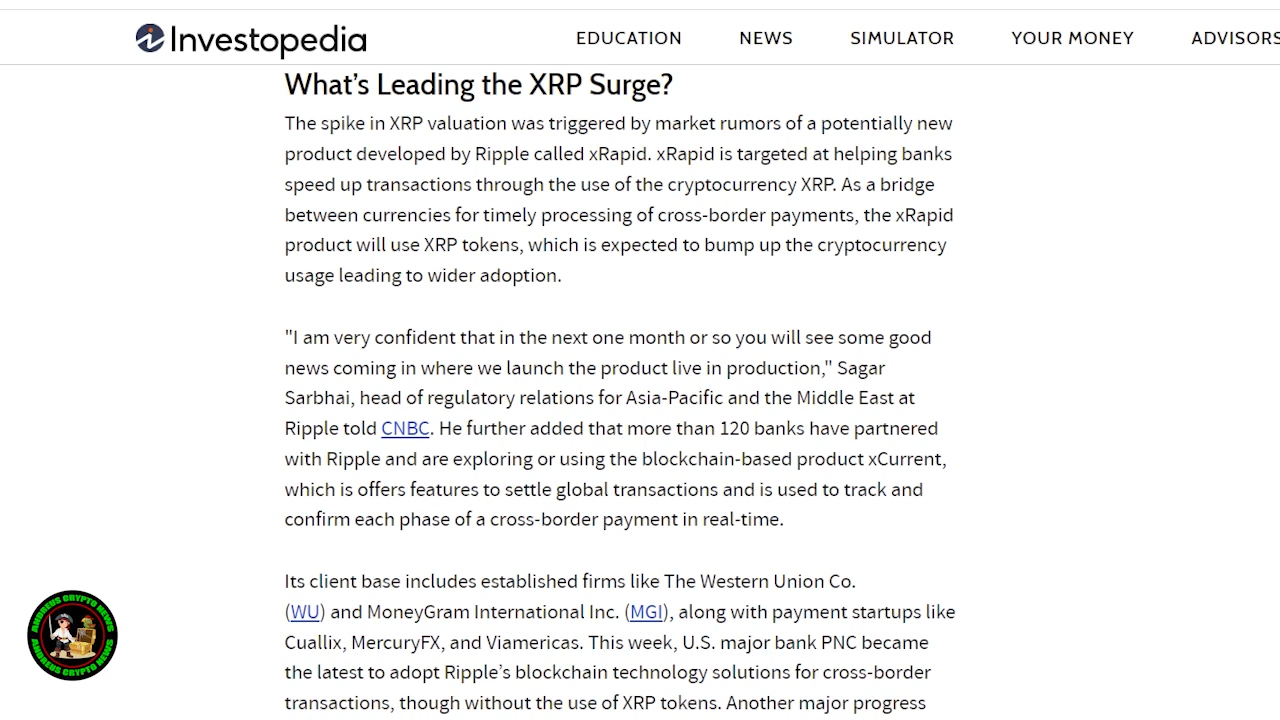 Investopedia
EDUCATION NEWS SIMULATOR YOUR MONEY ADVISORS
What's Leading the XRP Surge?
The spike in XRP valuation was triggered by market rumors of a potentially new
product developed by Ripple called xRapid. xRapid is targeted at helping banks
speed up transactions through the use of the cryptocurrency XRP. As a bridge
between currencies for timely processing of cross-border payments, the xRapid
product will use XRP tokens, which is expected to bump up the cryptocurrency
usage leading to wider adoption.
"I am very confident that in the next one month or so you will see some good
news coming in where we launch the product live in production," Sagar
Sarbhai, head of regulatory relations for Asia-Pacific and the Middle East at
Ripple told CNBC. He further added that more than 120 banks have partnered
with Ripple and are exploring or using the blockchain-based product xCurrent,
which is offers features to settle global transactions and is used to track and
confirm each phase of a cross-border payment in real-time.
Its client base includes established firms like The Western Union Co.
(WU) and MoneyGram International Inc. (MGI), along with payment startups like
Cuallix, MercuryFX, and Viamericas. This week, U.S. major bank PNC became
the latest to adopt Ripple's blockchain technology solutions for cross-border
transactions, though without the use of XRP tokens. Another major progress
ANDREUS CRYPTO NEWS
ANDREUS CRYPTO NEWS